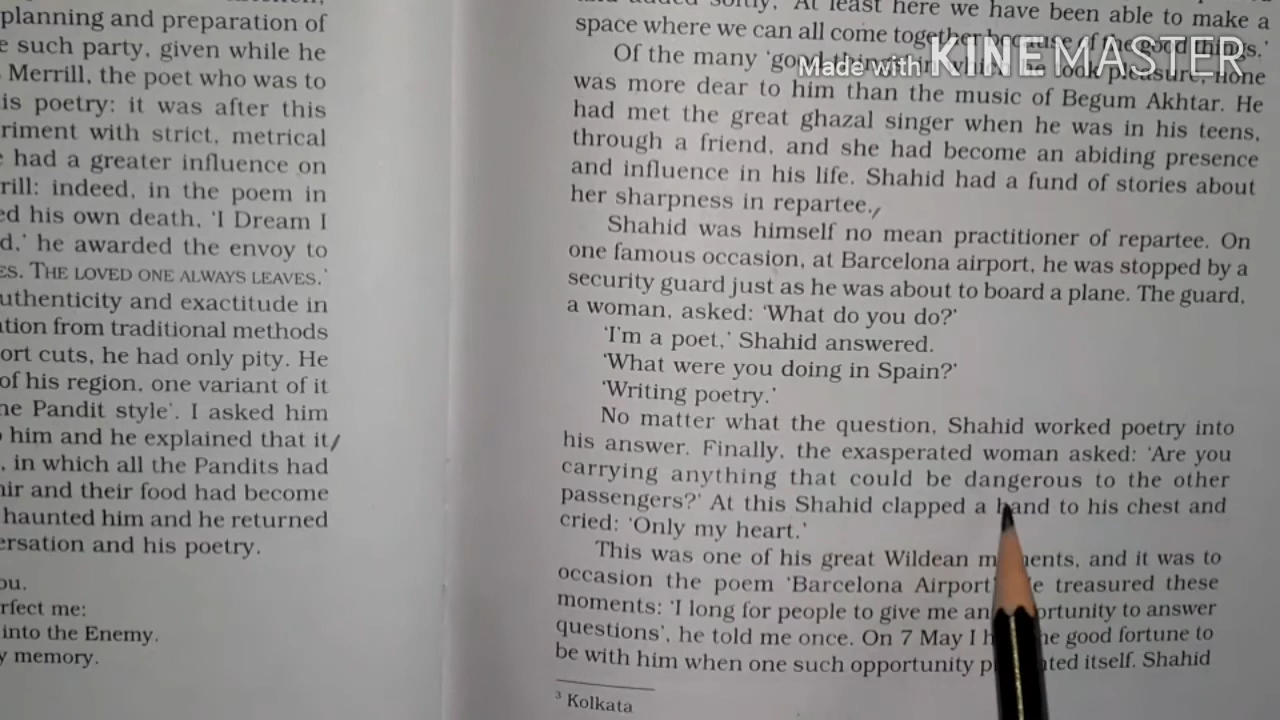 planning and preparation of
such party, given while he
Merrill, the poet who was to
is poetry: it was after this
riment with strict, metrical
had a greater influence on
rill: indeed, in the poem in
ed his own death, 'I Dream I
d,' he awarded the envoy to
ES. THE LOVED ONE ALWAYS LEAVES.'
uthenticity and exactitude in
ation from traditional methods
ort cuts, he had only pity. He
of his region, one variant of it
ne Pandit style'. I asked him
him and he explained that it
, in which all the Pandits had
ir and their food had become
haunted him and he returned
ersation and his poetry.
ou.
rfect me:
into the Enemy.
y memory.
added softly, 'At least here we have been able to make a
space where we can all come together because of the good things.'
Of the many 'good things' in which he took pleasure, none
was more dear to him than the music of Begum Akhtar. He
had met the great ghazal singer when he was in his teens,
through a friend, and she had become an abiding presence
and influence in his life. Shahid had a fund of stories about
her sharpness in repartee.
Shahid was himself no mean practitioner of repartee. On
one famous occasion, at Barcelona airport, he was stopped by a
security guard just as he was about to board a plane. The guard,
a woman, asked: 'What do you do?'
'I'm a poet,' Shahid answered.
'What were you doing in Spain?'
'Writing poetry.'
No matter what the question, Shahid worked poetry into
his answer. Finally, the exasperated woman asked: 'Are you
carrying anything that could be dangerous to the other
passengers?' At this Shahid clapped a hand to his chest and
cried: 'Only my heart.'
This was one of his great Wildean m ents, and it was to
occasion the poem 'Barcelona Airport' e treasured these
moments: 'I long for people to give me an ortunity to answer
questions', he told me once. On 7 May I h he good fortune to
be with him when one such opportunity p ted itself. Shahid
³ Kolkata
Made with KINEMASTER